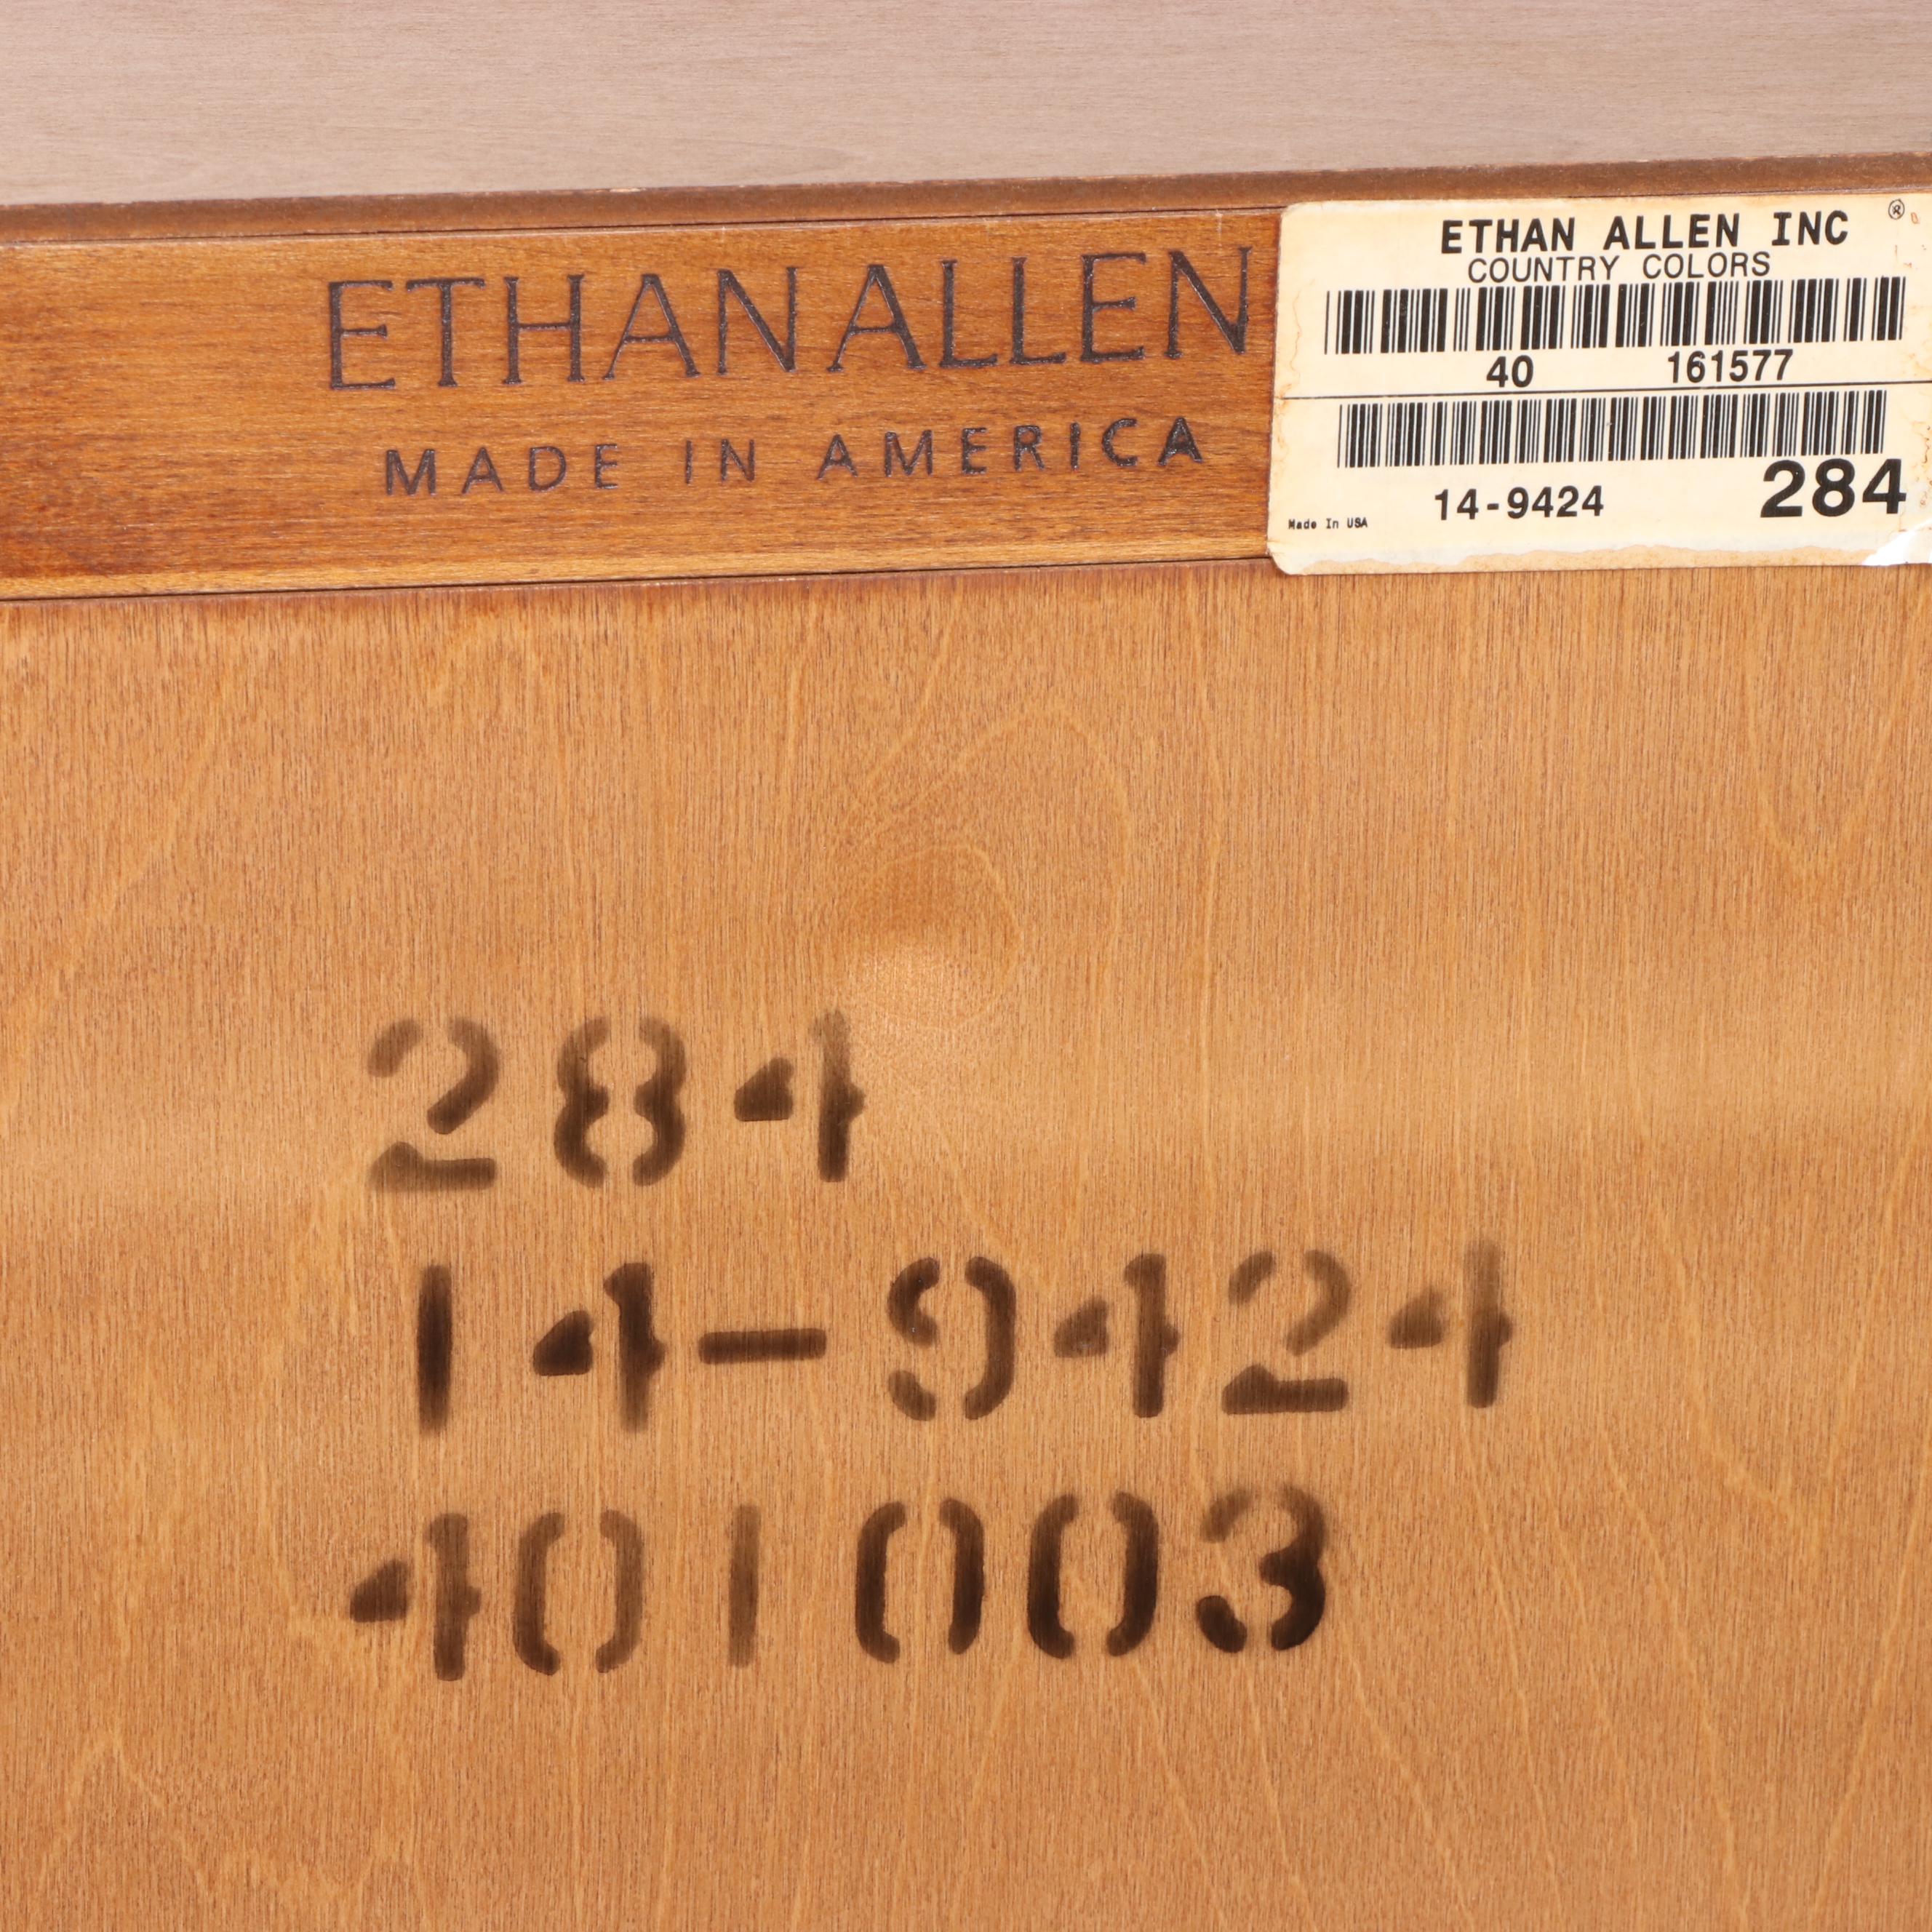 ETHAN ALLEN
MADE IN AMERICA
ETHAN ALLEN INC ®
COUNTRY COLORS
40 161577
14-9424 284
Made In USA
284
14-9424
401003